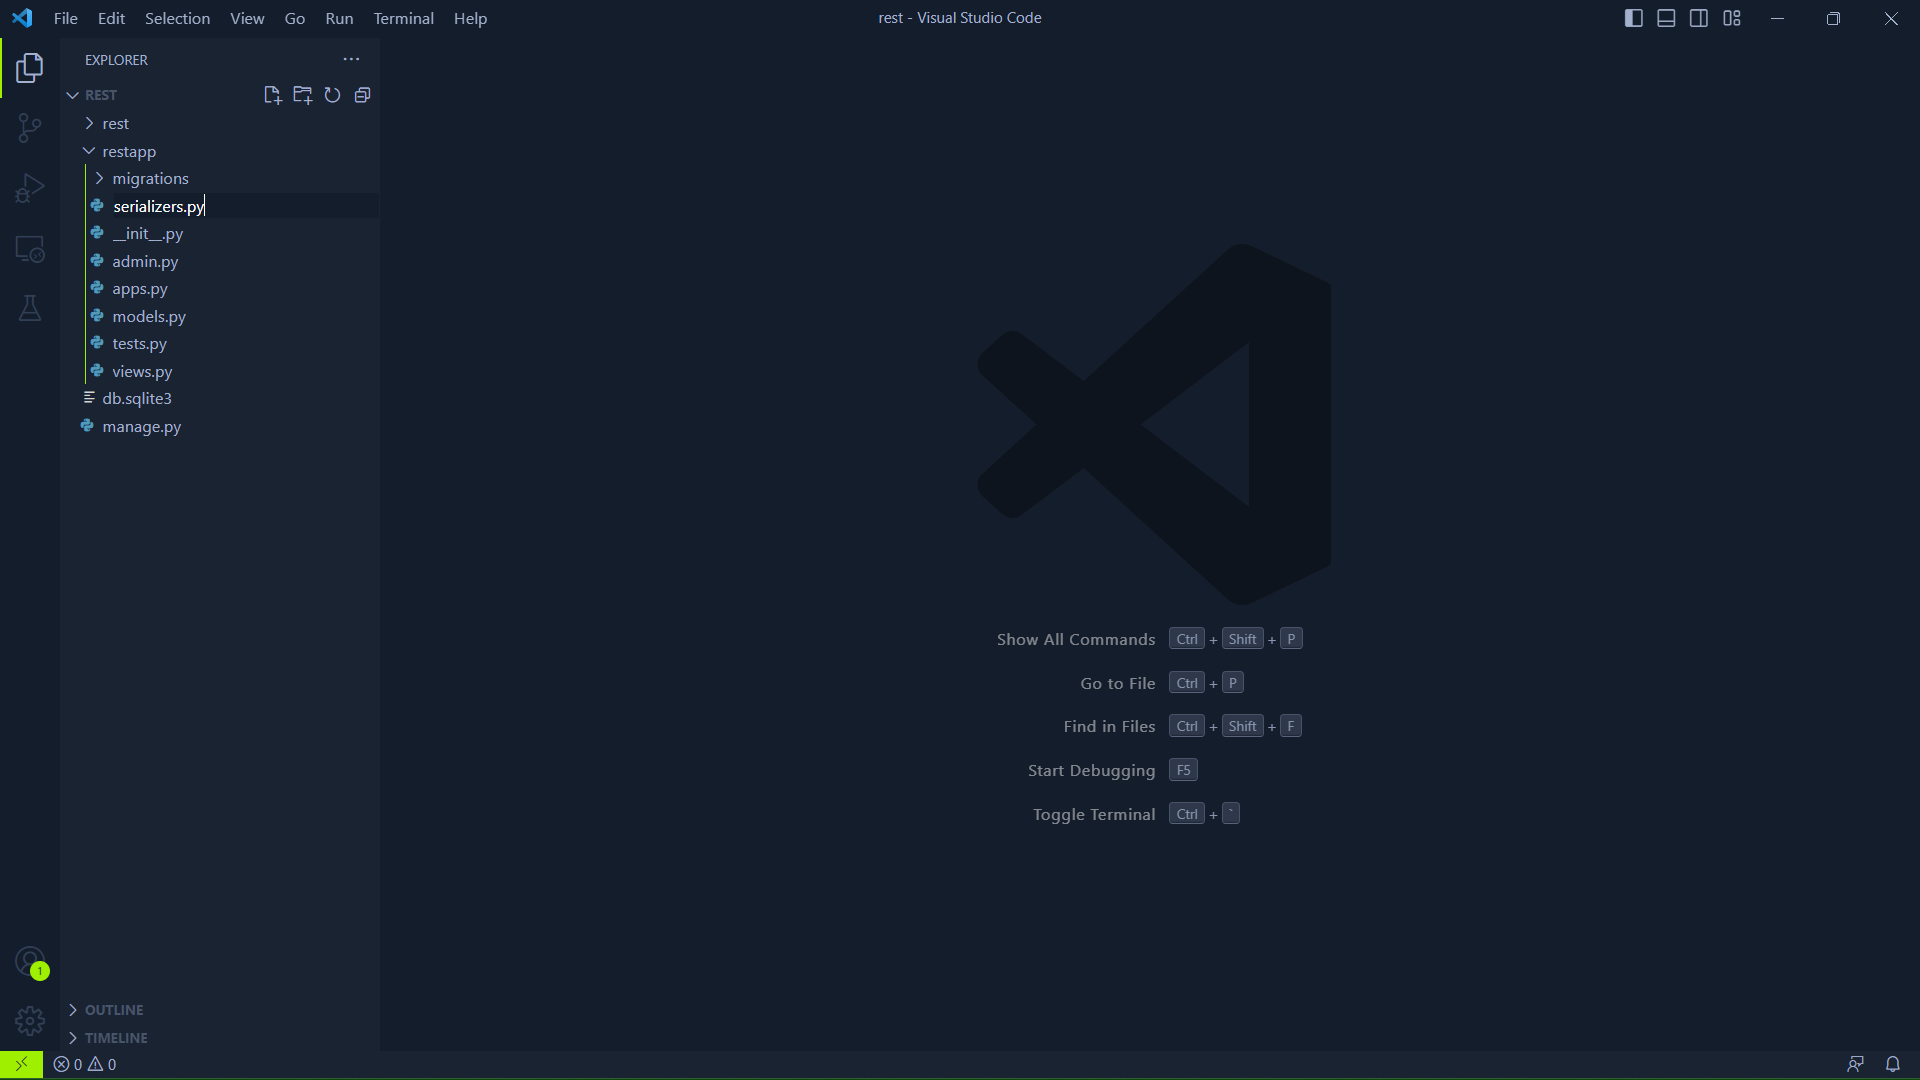 File Edit Selection View Go Run Terminal Help
rest - Visual Studio Code
EXPLORER
REST
rest
restapp
migrations
serializers.py
__init__.py
admin.py
apps.py
models.py
tests.py
views.py
db.sqlite3
manage.py
Show All Commands Ctrl + Shift + P
Go to File Ctrl + P
Find in Files Ctrl + Shift + F
Start Debugging F5
Toggle Terminal Ctrl + `
1
OUTLINE
TIMELINE
0 0